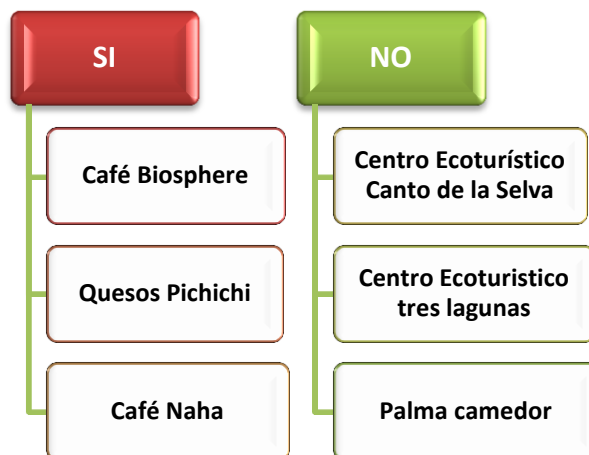 SI
Café Biosphere
Quesos Pichichi
Café Naha
NO
Centro Ecoturístico
Canto de la Selva
Centro Ecoturistico
tres lagunas
Palma camedor